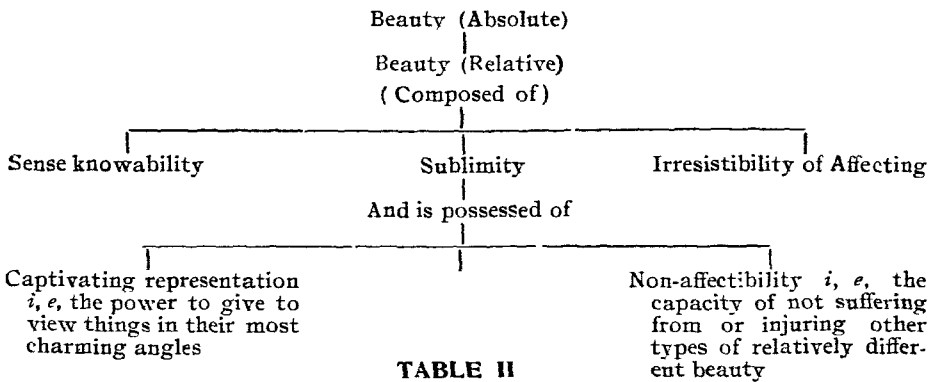 Beauty (Absolute)
Beauty (Relative)
( Composed of )
Sense knowability Sublimity Irresistibility of Affecting
And is possessed of
Captivating representation
i, e, the power to give to
view things in their most
charming angles
Non-affectibility i, e, the
capacity of not suffering
from or injuring other
types of relatively differ-
ent beauty
TABLE II